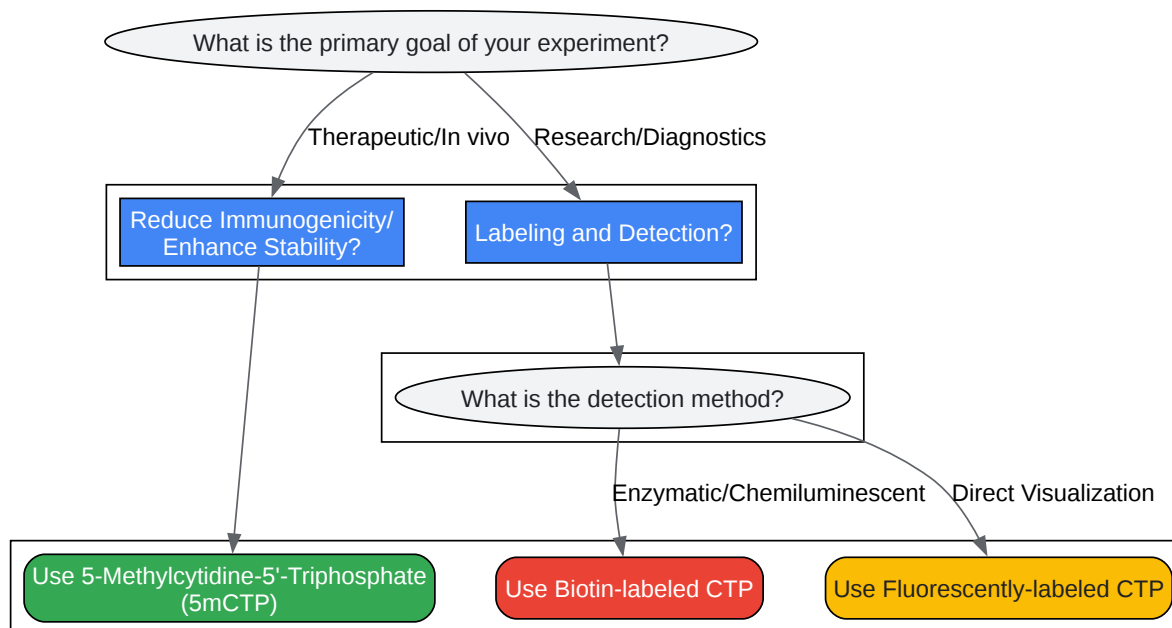 What is the primary goal of your experiment?
Therapeutic/In vivo
Research/Diagnostics
Reduce Immunogenicity/
Enhance Stability?
Labeling and Detection?
What is the detection method?
Enzymatic/Chemiluminescent
Direct Visualization
Use 5-Methylcytidine-5'-Triphosphate
(5mCTP)
Use Biotin-labeled CTP
Use Fluorescently-labeled CTP